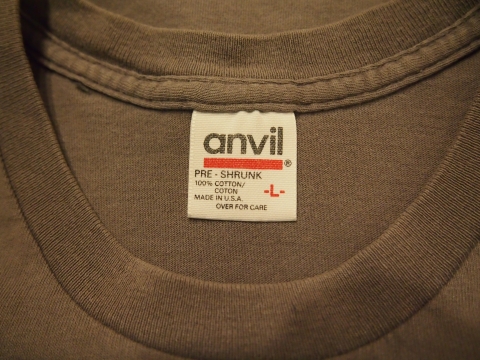 anvil®
PRE-SHRUNK
100% COTTON/
COTON
-L-
MADE IN U.S.A.
OVER FOR CARE